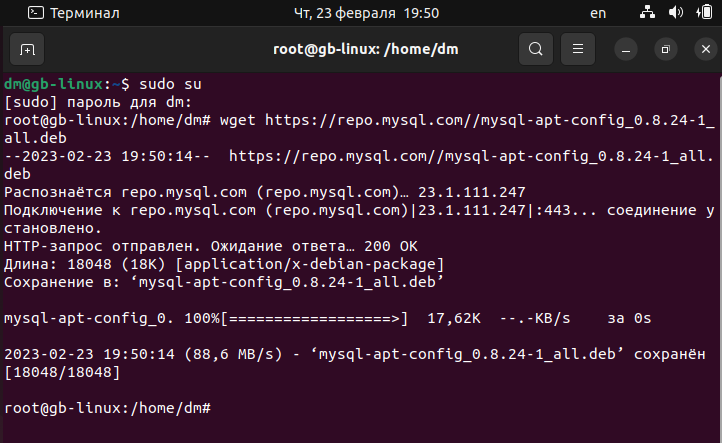 Терминал
Чт, 23 февраля 19:50
en
root@gb-linux: /home/dm
dm@gb-linux:~$ sudo su
[sudo] пароль для dm:
root@gb-linux:/home/dm# wget https://repo.mysql.com//mysql-apt-config_0.8.24-1_
all.deb
--2023-02-23 19:50:14--  https://repo.mysql.com//mysql-apt-config_0.8.24-1_all.
deb
Распознаётся repo.mysql.com (repo.mysql.com)… 23.1.111.247
Подключение к repo.mysql.com (repo.mysql.com)|23.1.111.247|:443... соединение у
становлено.
HTTP-запрос отправлен. Ожидание ответа… 200 OK
Длина: 18048 (18K) [application/x-debian-package]
Сохранение в: ‘mysql-apt-config_0.8.24-1_all.deb’
mysql-apt-config_0. 100%[==================>]  17,62K  --.-KB/s    за 0s
2023-02-23 19:50:14 (88,6 MB/s) - ‘mysql-apt-config_0.8.24-1_all.deb’ сохранён
[18048/18048]
root@gb-linux:/home/dm#